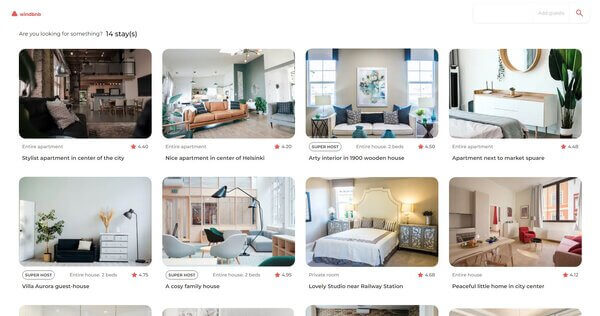 windbnb
Add guests
Are you looking for something? 14 stay(s)
Entire apartment 4.40
Stylist apartment in center of the city
Entire apartment 4.20
Nice apartment in center of Helsinki
SUPER HOST Entire house· 2 beds 4.50
Arty interior in 1900 wooden house
Entire apartment 4.48
Apartment next to market spuare
SUPER HOST Entire house· 2 beds 4.75
Villa Aurora guest-house
SUPER HOST Entire house· 2 beds 4.95
A cosy family house
Private room 4.68
Lovely Studio near Railway Station
Entire house 4.12
Peaceful little home in city center